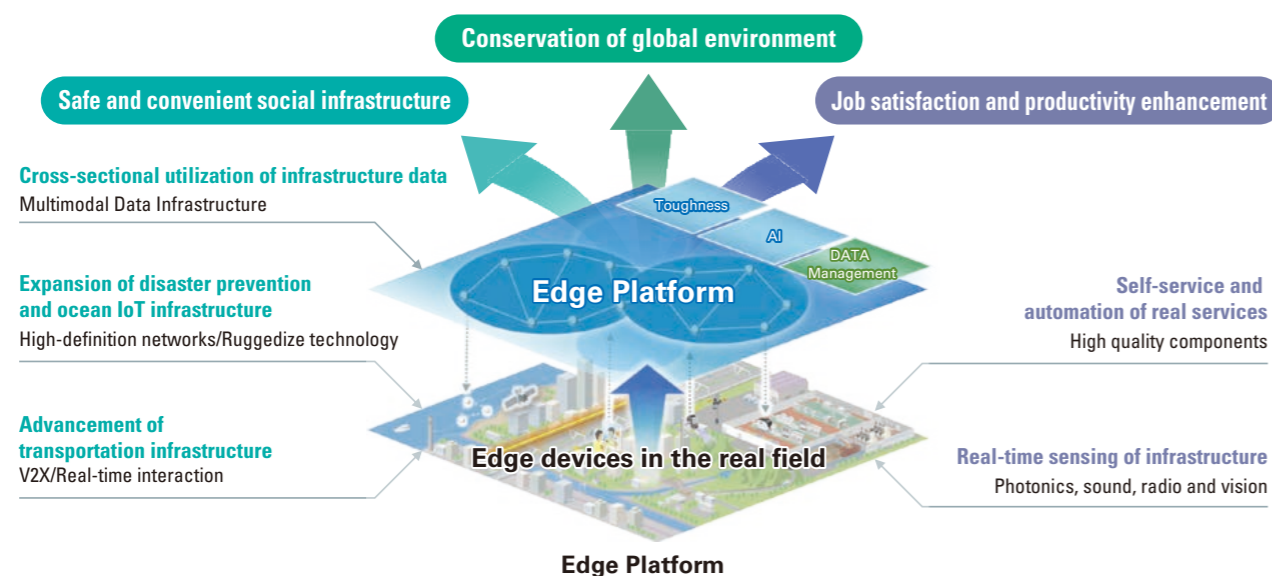 Conservation of global environment
Safe and convenient social infrastructure
Job satisfaction and productivity enhancement
Cross-sectional utilization of infrastructure data
Multimodal Data Infrastructure
Toughness
AI
DATA
Management
Edge Platform
Expansion of disaster prevention
and ocean IoT infrastructure
High-definition networks/Ruggedize technology
Self-service and
automation of real services
High quality components
Advancement of
transportation infrastructure
V2X/Real-time interaction
Edge devices in the real field
Real-time sensing of infrastructure
Photonics, sound, radio and vision
Edge Platform